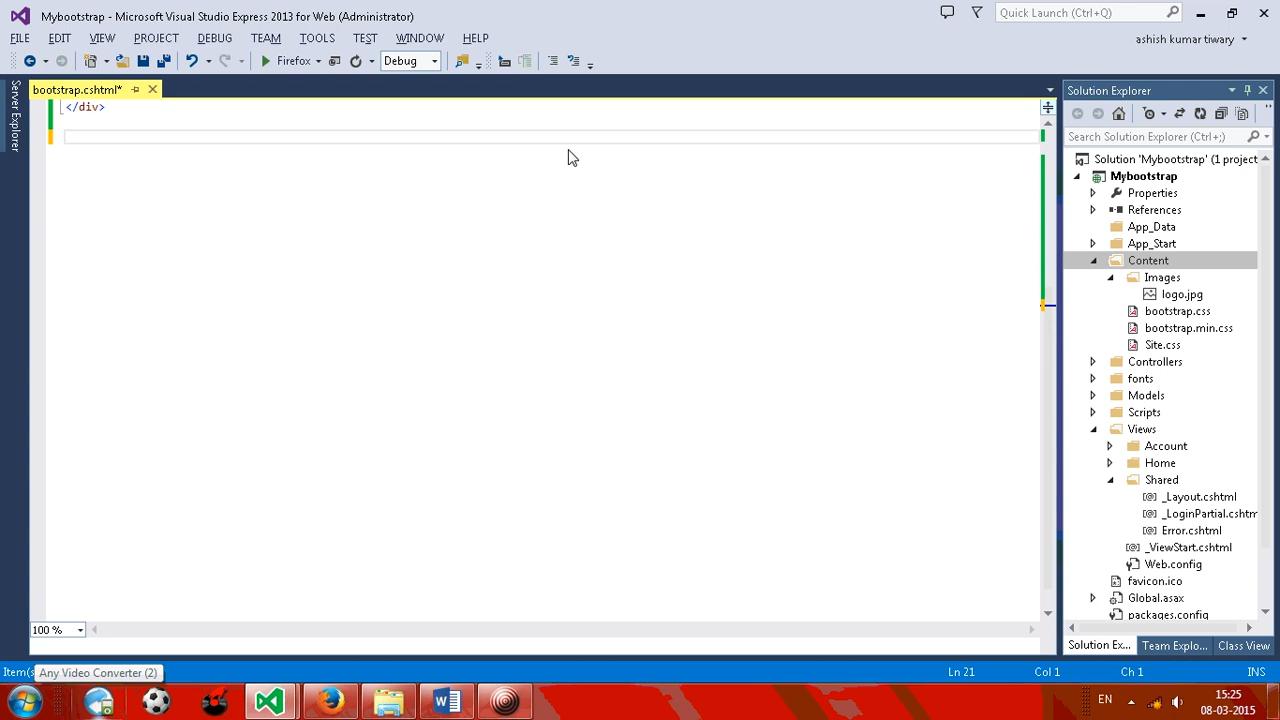 Mybootstrap - Microsoft Visual Studio Express 2013 for Web (Administrator)
Quick Launch (Ctrl+Q)
FILE EDIT VIEW PROJECT DEBUG TEAM TOOLS TEST WINDOW HELP
ashish kumar tiwary
Firefox Debug
Server Explorer
bootstrap.cshtml*
</div>
Solution Explorer
Search Solution Explorer (Ctrl+;)
Solution 'Mybootstrap' (1 project
Mybootstrap
Properties
References
App_Data
App_Start
Content
Images
logo.jpg
bootstrap.css
bootstrap.min.css
Site.css
Controllers
fonts
Models
Scripts
Views
Account
Home
Shared
_Layout.cshtml
_LoginPartial.cshtm
Error.cshtml
_ViewStart.cshtml
Web.config
favicon.ico
Global.asax
packages.config
100 %
Solution Ex... Team Explo... Class View
Item(s
Any Video Converter (2)
Ln 21 Col 1 Ch 1 INS
EN
15:25
08-03-2015